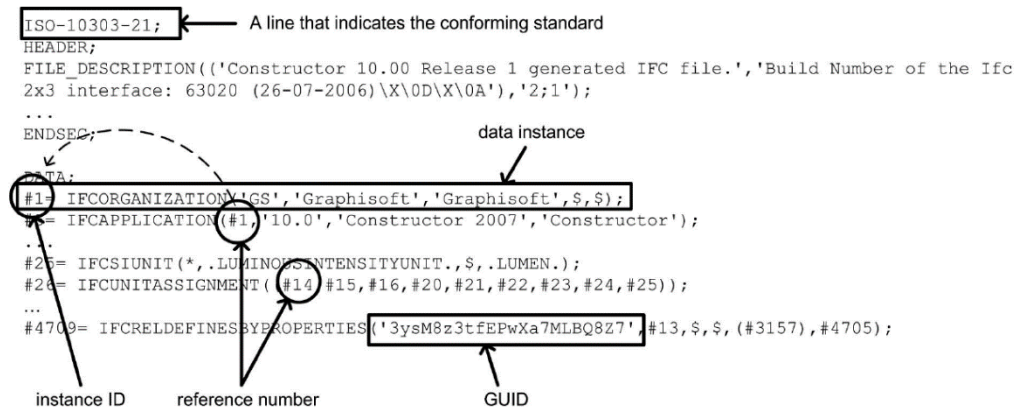 ISO-10303-21; A line that indicates the conforming standard
HEADER;
FILE_DESCRIPTION(('Constructor 10.00 Release 1 generated IFC file.','Build Number of the Ifc
2x3 interface: 63020 (26-07-2006)\X\0D\X\0A'),'2;1');
...
ENDSEC;
data instance
DATA;
#1= IFCORGANIZATION('GS','Graphisoft','Graphisoft',$,$);
= IFCAPPLICATION(#1,'10.0','Constructor 2007','Constructor');
...
#25= IFCSIUNIT(*,.LUMINOUSINTENSITYUNIT.,$,.LUMEN.);
#26= IFCUNITASSIGNMENT((#14,#15,#16,#20,#21,#22,#23,#24,#25));
...
#4709= IFCRELDEFINESBYPROPERTIES('3ysM8z3tfEPwXa7MLBQ8Z7',#13,$,$,(#3157),#4705);
instance ID reference number GUID